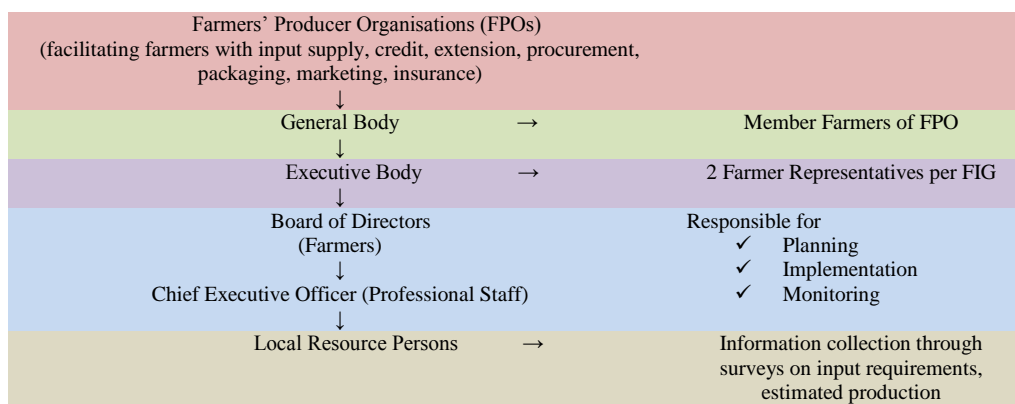 Farmers' Producer Organisations (FPOs)
(facilitating farmers with input supply, credit, extension, procurement,
packaging, marketing, insurance)
↓
General Body → Member Farmers of FPO
↓
Executive Body → 2 Farmer Representatives per FIG
↓
Board of Directors Responsible for
(Farmers) ✓ Planning
↓ ✓ Implementation
Chief Executive Officer (Professional Staff) ✓ Monitoring
↓
Local Resource Persons → Information collection through
surveys on input requirements,
estimated production